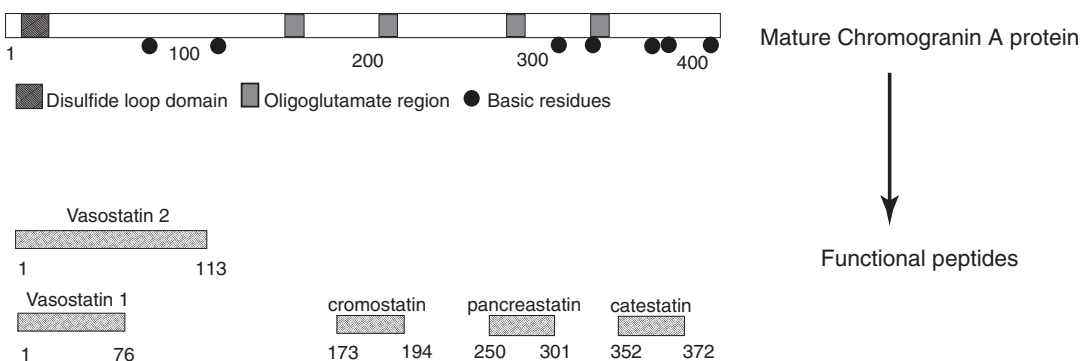 1 100 200 300 400
Mature Chromogranin A protein
Disulfide loop domain Oligoglutamate region Basic residues
Vasostatin 2
1 113
Functional peptides
Vasostatin 1 cromostatin pancreastatin catestatin
1 76 173 194 250 301 352 372